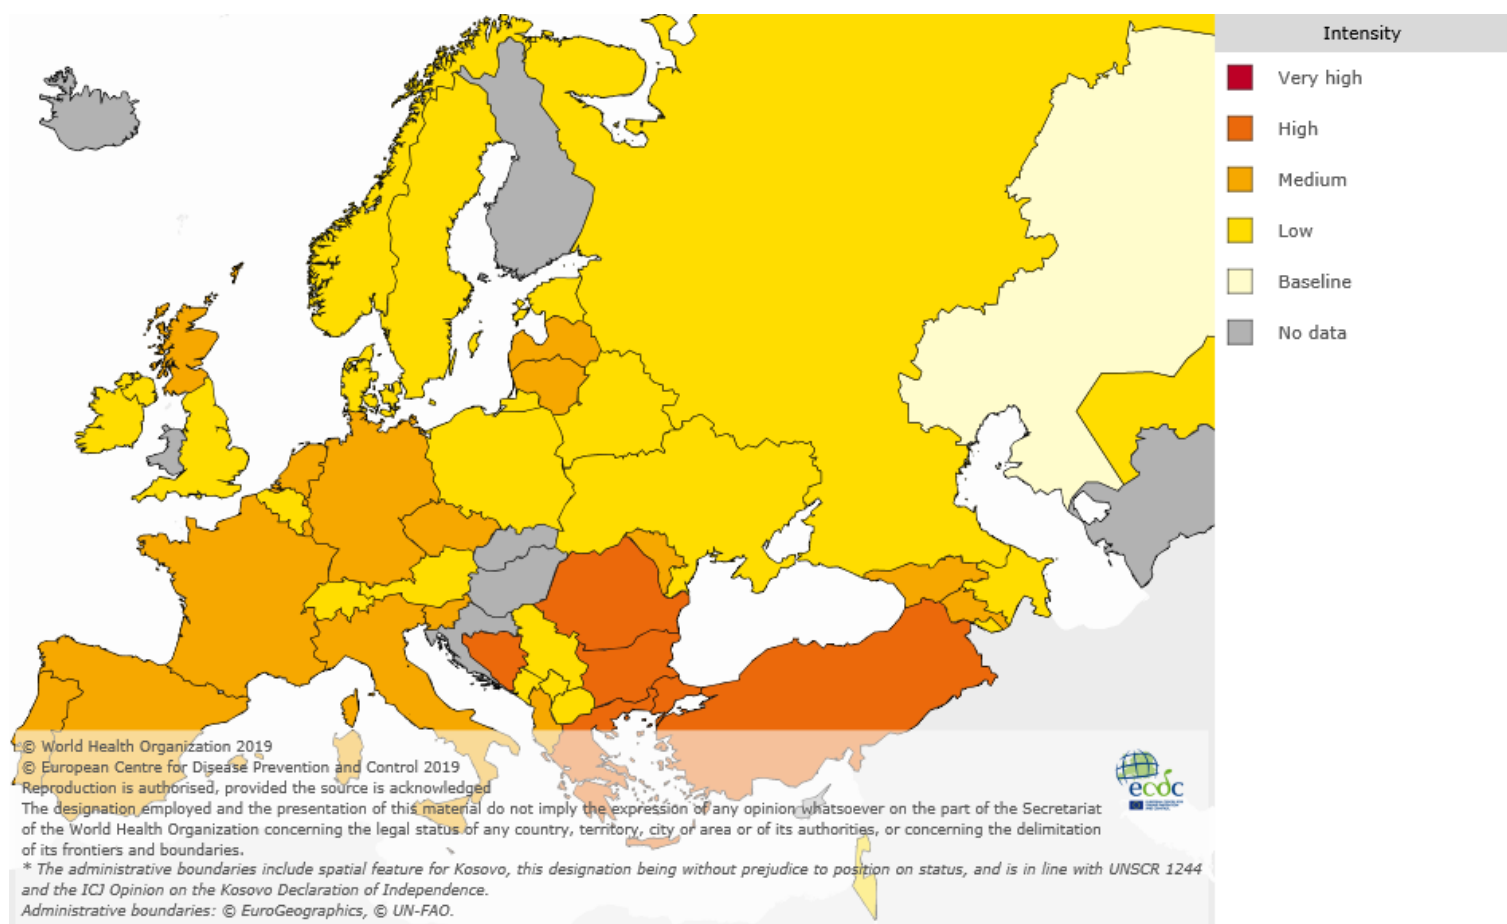 Intensity
Very high
High
Medium
Low
Baseline
No data
© World Health Organization 2019
© European Centre for Disease Prevention and Control 2019
Reproduction is authorised, provided the source is acknowledged
The designation employed and the presentation of this material do not imply the expression of any opinion whatsoever on the part of the Secretariat
of the World Health Organization concerning the legal status of any country, territory, city or area or of its authorities, or concerning the delimitation
of its frontiers and boundaries.
* The administrative boundaries include spatial feature for Kosovo, this designation being without prejudice to position on status, and is in line with UNSCR 1244
and the ICJ Opinion on the Kosovo Declaration of Independence.
Administrative boundaries: © EuroGeographics, © UN-FAO.
ecdc